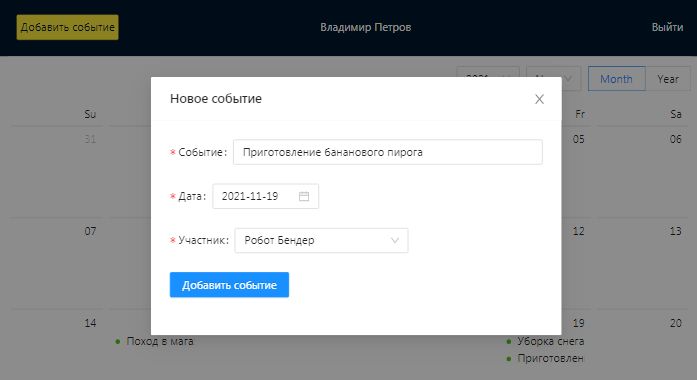 Добавить событие Владимир Петров Выйти
2021 Month Year
Новое событие
Su Fr Sa
31 05 06
* Событие: Приготовление бананового пирога
* Дата: 2021-11-19
07 12 13
* Участник: Робот Бендер
Добавить событие
14 19 20
Поход в мага Уборка снега
Приготовлен